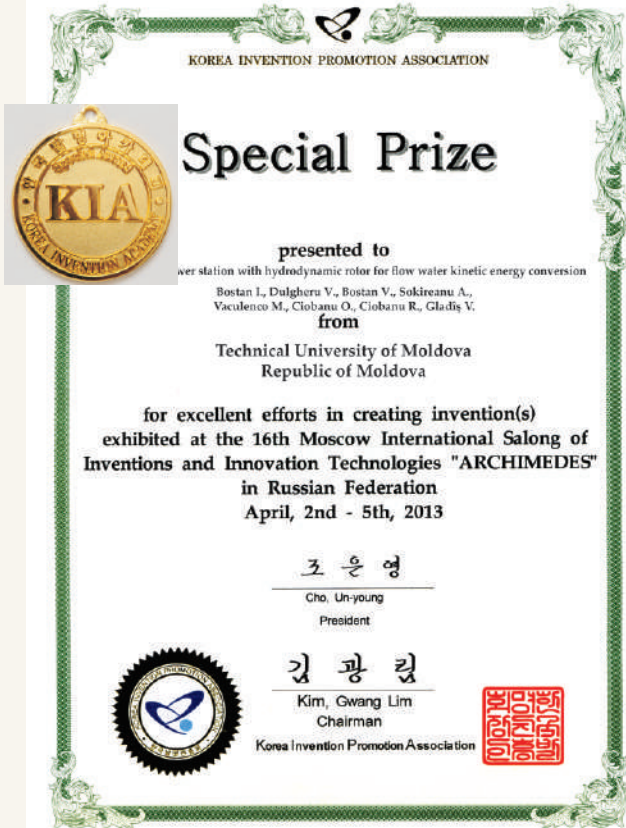 KOREA INVENTION PROMOTION ASSOCIATION
Special Prize
KIA
KOREA INVENTION ACADEMY
presented to
station with hydrodynamic rotor for flow water kinetic energy conversion
Bostan I., Dulgheru V., Bostan V., Sokireanu A.,
Vaculenco M., Ciobanu O., Ciobanu R., Gladîș V.
from
Technical University of Moldova
Republic of Moldova
for excellent efforts in creating invention(s)
exhibited at the 16th Moscow International Salong of
Inventions and Innovation Technologies "ARCHIMEDES"
in Russian Federation
April, 2nd - 5th, 2013
조 은 영
Cho, Un-young
President
김 광 림
Kim, Gwang Lim
Chairman
Korea Invention Promotion Association